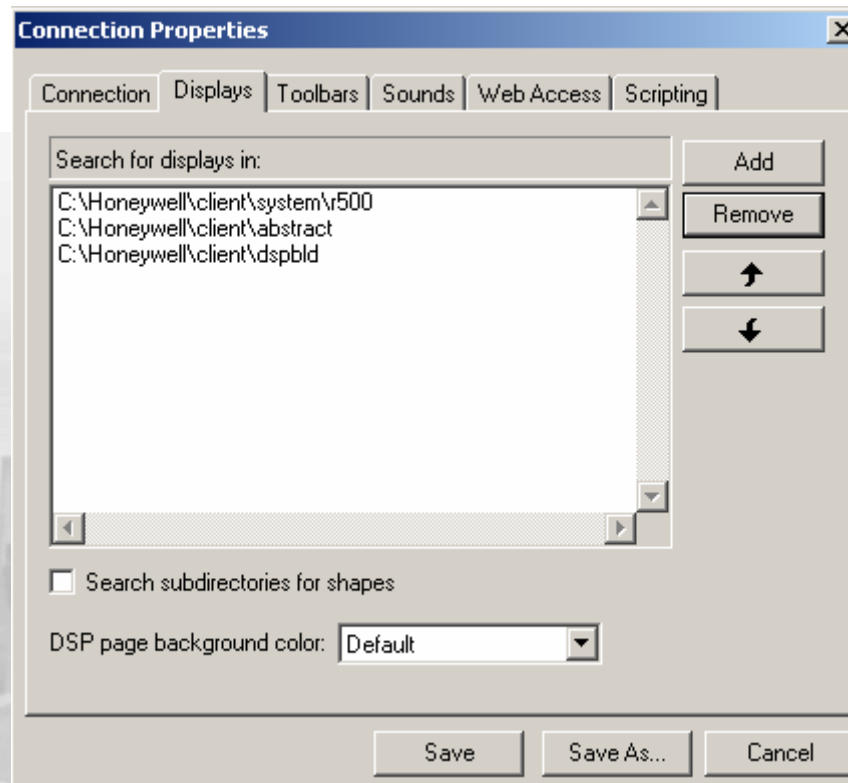 Connection Properties
Connection Displays Toolbars Sounds Web Access Scripting
Search for displays in:
Add
C:\Honeywell\client\system\r500
C:\Honeywell\client\abstract
C:\Honeywell\client\dspbld
Remove
Search subdirectories for shapes
DSP page background color: Default
Save Save As... Cancel